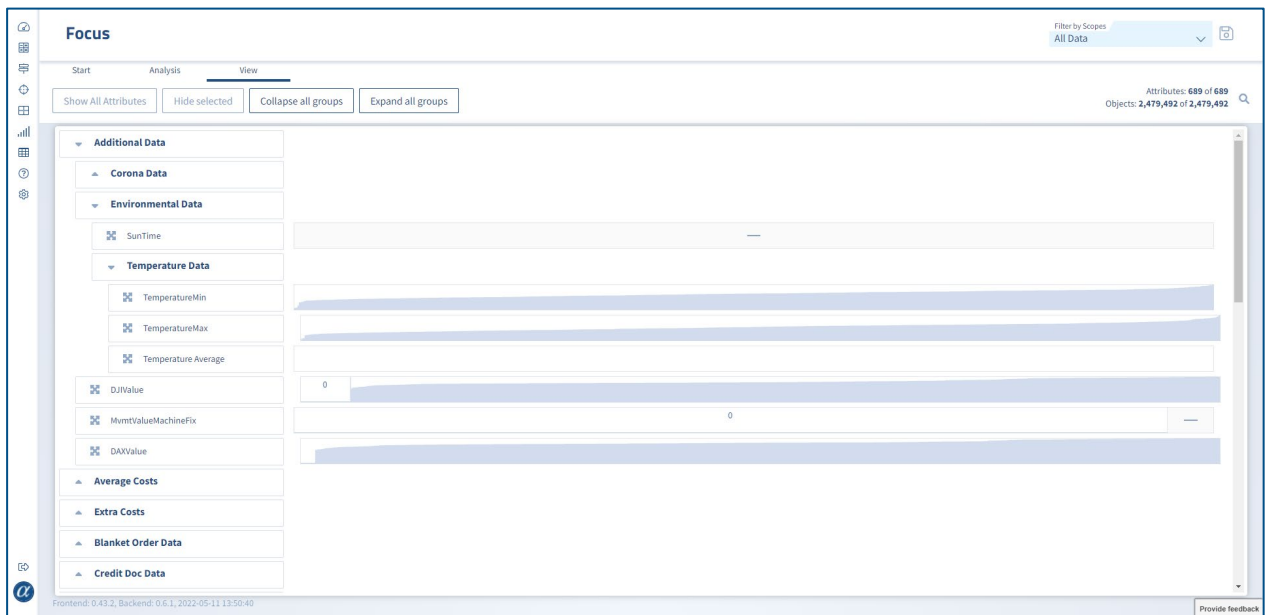 Focus
Filter by Scopes
All Data
Start Analysis View
Show All Attributes Hide selected Collapse all groups Expand all groups
Attributes: 689 of 689
Objects: 2,479,492 of 2,479,492
Additional Data
Corona Data
Environmental Data
SunTime —
Temperature Data
TemperatureMin
TemperatureMax
Temperature Average
DJIValue 0
MvmtValueMachineFix 0 —
DAXValue
Average Costs
Extra Costs
Blanket Order Data
Credit Doc Data
α
Frontend: 0.43.2, Backend: 0.6.1, 2022-05-11 13:50:40
Provide feedback